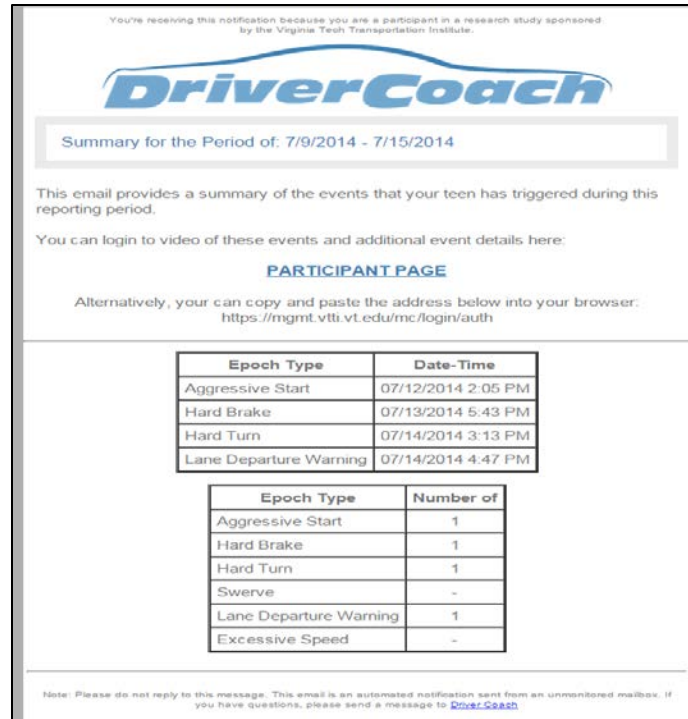 You're receiving this notification because you are a participant in a research study sponsored
by the Virginia Tech Transportation Institute.
DriverCoach
Summary for the Period of: 7/9/2014 - 7/15/2014
This email provides a summary of the events that your teen has triggered during this
reporting period.
You can login to video of these events and additional event details here:
PARTICIPANT PAGE
Alternatively, your can copy and paste the address below into your browser:
https://mgmt.vtti.vt.edu/mc/login/auth
Epoch Type Date-Time
Aggressive Start 07/12/2014 2:05 PM
Hard Brake 07/13/2014 5:43 PM
Hard Turn 07/14/2014 3:13 PM
Lane Departure Warning 07/14/2014 4:47 PM
Epoch Type Number of
Aggressive Start 1
Hard Brake 1
Hard Turn 1
Swerve -
Lane Departure Warning 1
Excessive Speed -
Note: Please do not reply to this message. This email is an automated notification sent from an unmonitored mailbox. If
you have questions, please send a message to Driver Coach